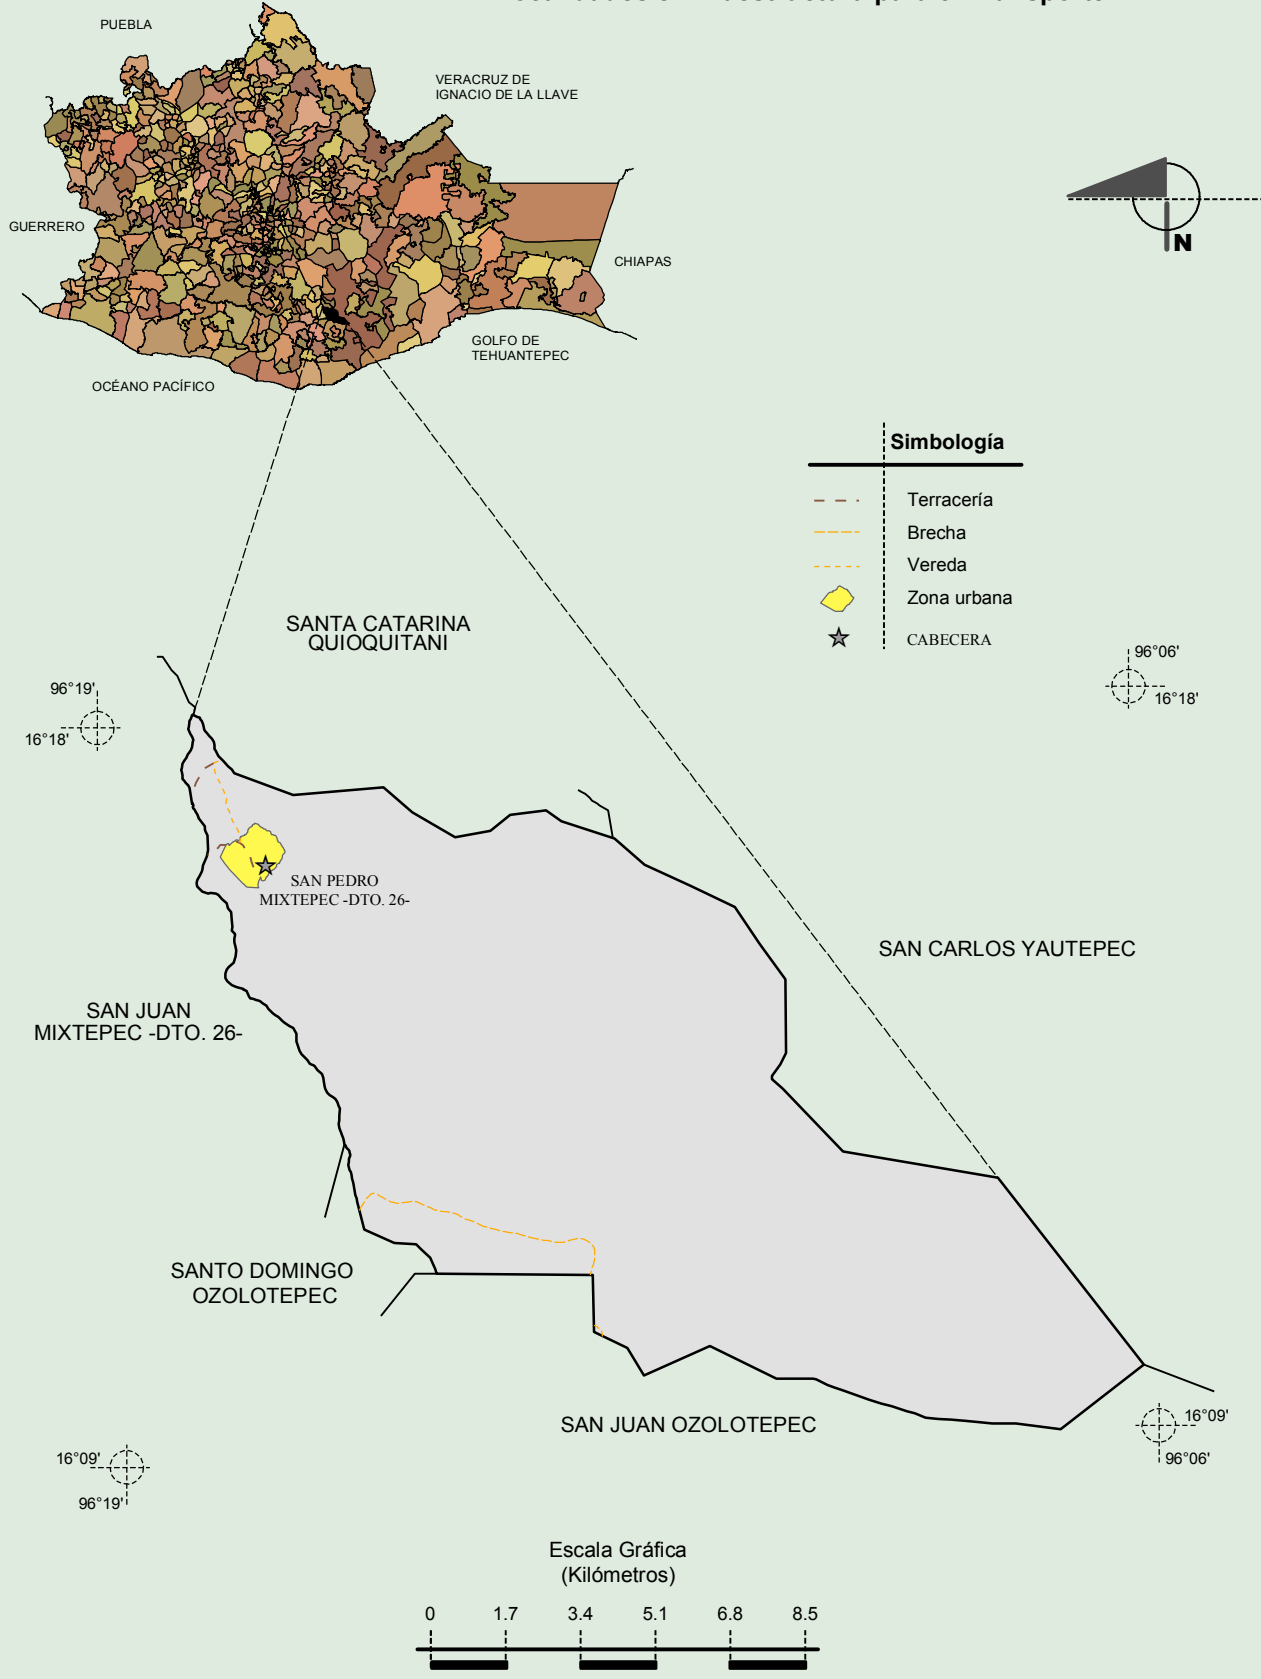 PUEBLA
VERACRUZ DE
IGNACIO DE LA LLAVE
GUERRERO
CHIAPAS
GOLFO DE
TEHUANTEPEC
OCÉANO PACÍFICO
N
Simbología
Terracería
Brecha
Vereda
Zona urbana
CABECERA
SANTA CATARINA
QUIOQUITANI
96°19'
16°18'
96°06'
16°18'
SAN PEDRO
MIXTEPEC -DTO. 26-
SAN CARLOS YAUTEPEC
SAN JUAN
MIXTEPEC -DTO. 26-
SANTO DOMINGO
OZOLOTEPEC
SAN JUAN OZOLOTEPEC
16°09'
96°06'
16°09'
96°19'
Escala Gráfica
(Kilómetros)
0 1.7 3.4 5.1 6.8 8.5